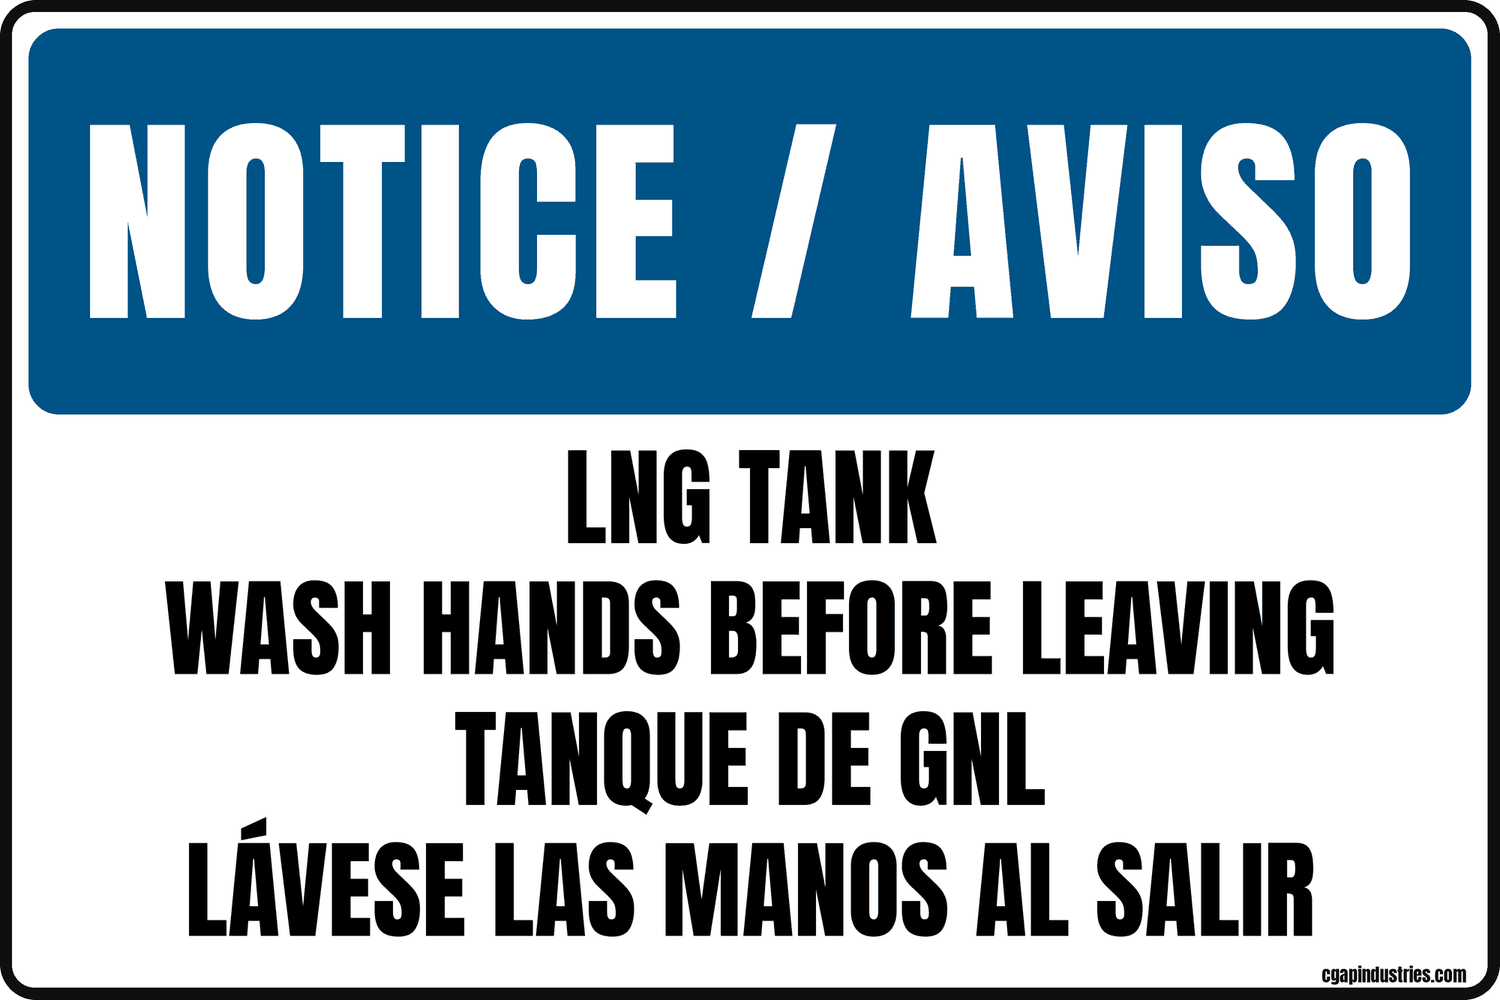 NOTICE / AVISO
LNG TANK
WASH HANDS BEFORE LEAVING
TANQUE DE GNL
LÁVESE LAS MANOS AL SALIR
cgapindustries.com